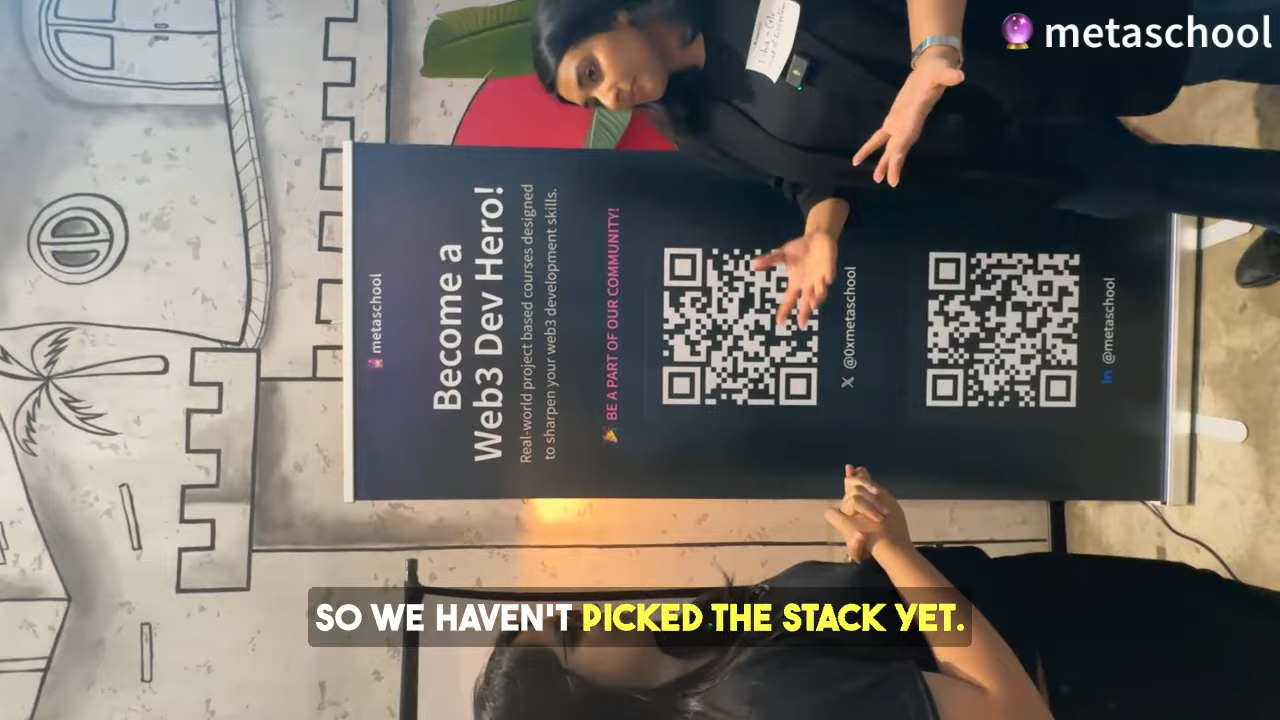 metaschool
metaschool
Become a
Web3 Dev Hero!
Real-world project based courses designed
to sharpen your web3 development skills.
🎉 BE A PART OF OUR COMMUNITY!
X @0xmetaschool
in @metaschool
SO WE HAVEN'T PICKED THE STACK YET.